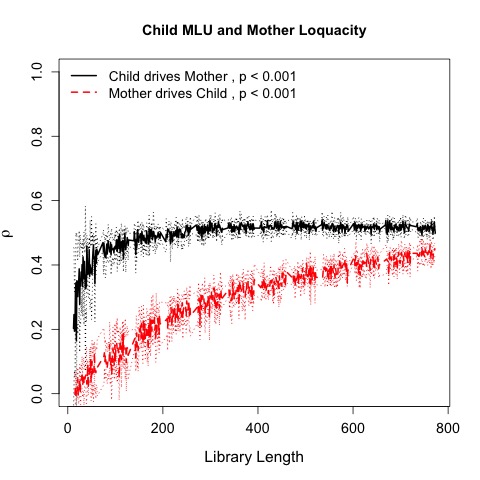 Child MLU and Mother Loquacity
Child drives Mother , p < 0.001
Mother drives Child , p < 0.001
1.0
0.8
0.6
0.4
0.2
0.0
ρ
0 200 400 600 800
Library Length